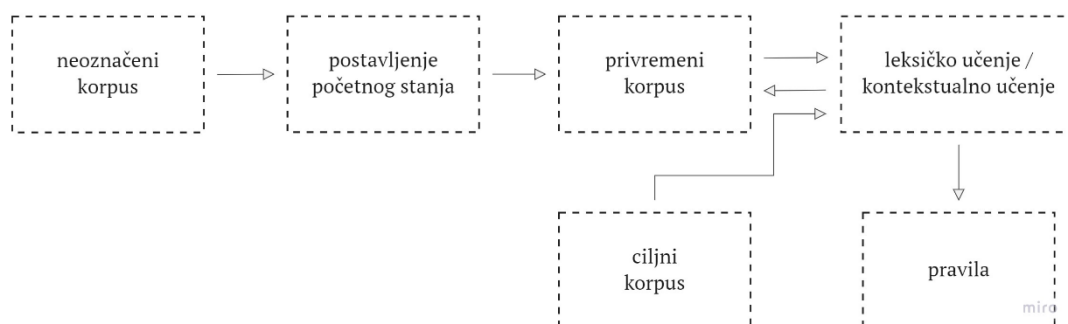 neoznačeni
korpus
postavljenje
početnog stanja
privremeni
korpus
leksičko učenje /
kontekstualno učenje
ciljni
korpus
pravila
miro